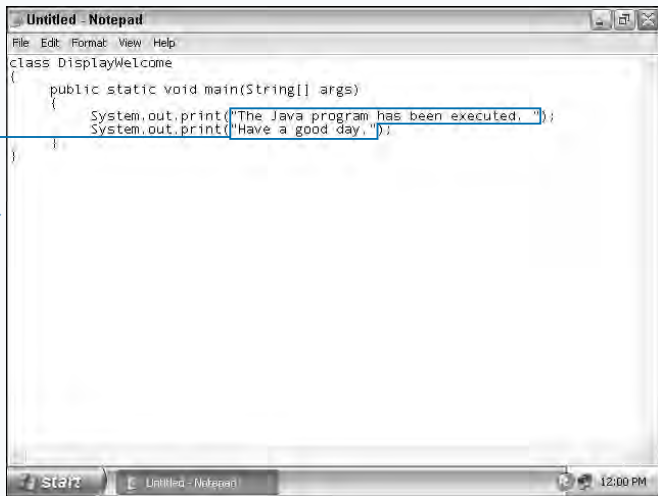 Untitled - Notepad
File Edit Format View Help
class DisplayWelcome
{
public static void main(String[] args)
{
System.out.print("The Java program has been executed. ");
System.out.print("Have a good day.");
}
}
start Untitled - Notepad 12:00 PM